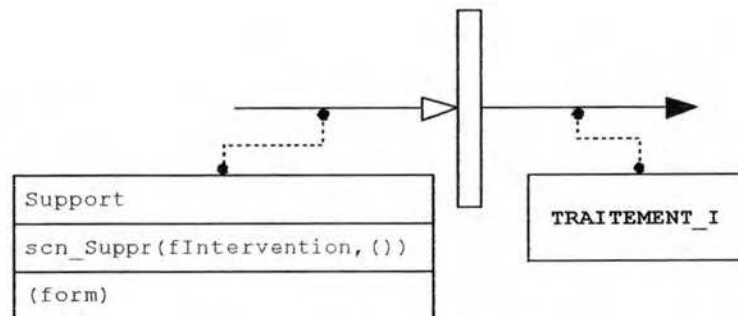 Support
scn_Suppr(fIntervention,())
(form)
TRAITEMENT_I